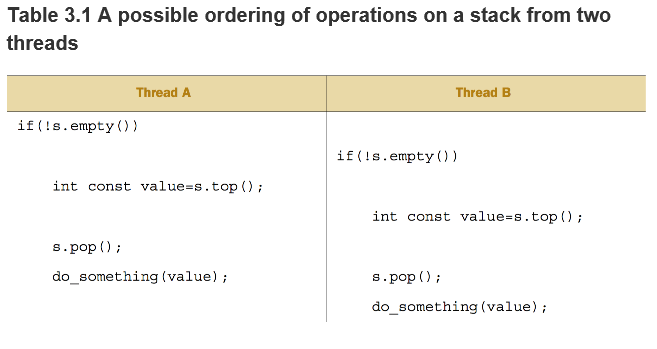 Table 3.1 A possible ordering of operations on a stack from two
threads
Thread A Thread B
if(!s.empty())
if(!s.empty())
int const value=s.top();
int const value=s.top();
s.pop();
do_something(value); s.pop();
do_something(value);